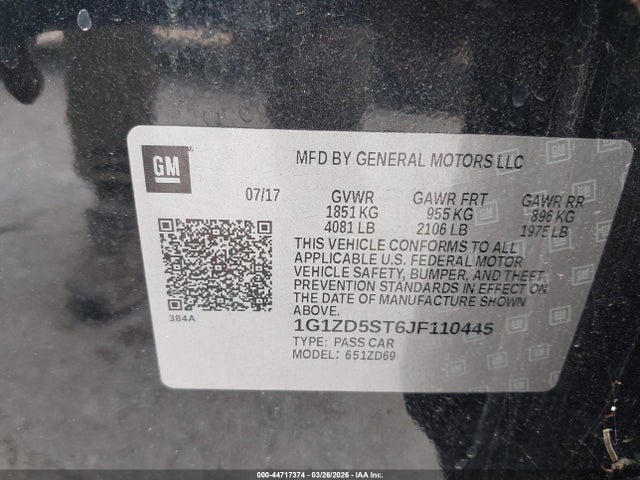 GM
MFD BY GENERAL MOTORS LLC
07/17 GVWR GAWR FRT GAWR RR
1851 KG 955 KG 896 KG
4081 LB 2106 LB 1975 LB
THIS VEHICLE CONFORMS TO ALL
APPLICABLE U.S. FEDERAL MOTOR
VEHICLE SAFETY, BUMPER, AND THEFT
PREVENTION STANDARDS IN EFFECT
ON THE DATE OF MANUFACTURE SHOWN
ABOVE.
384A
1G1ZD5ST6JF110445
TYPE: PASS CAR
MODEL: 651ZD69
000-44717374 | 03/26/2026 | IAA Inc.